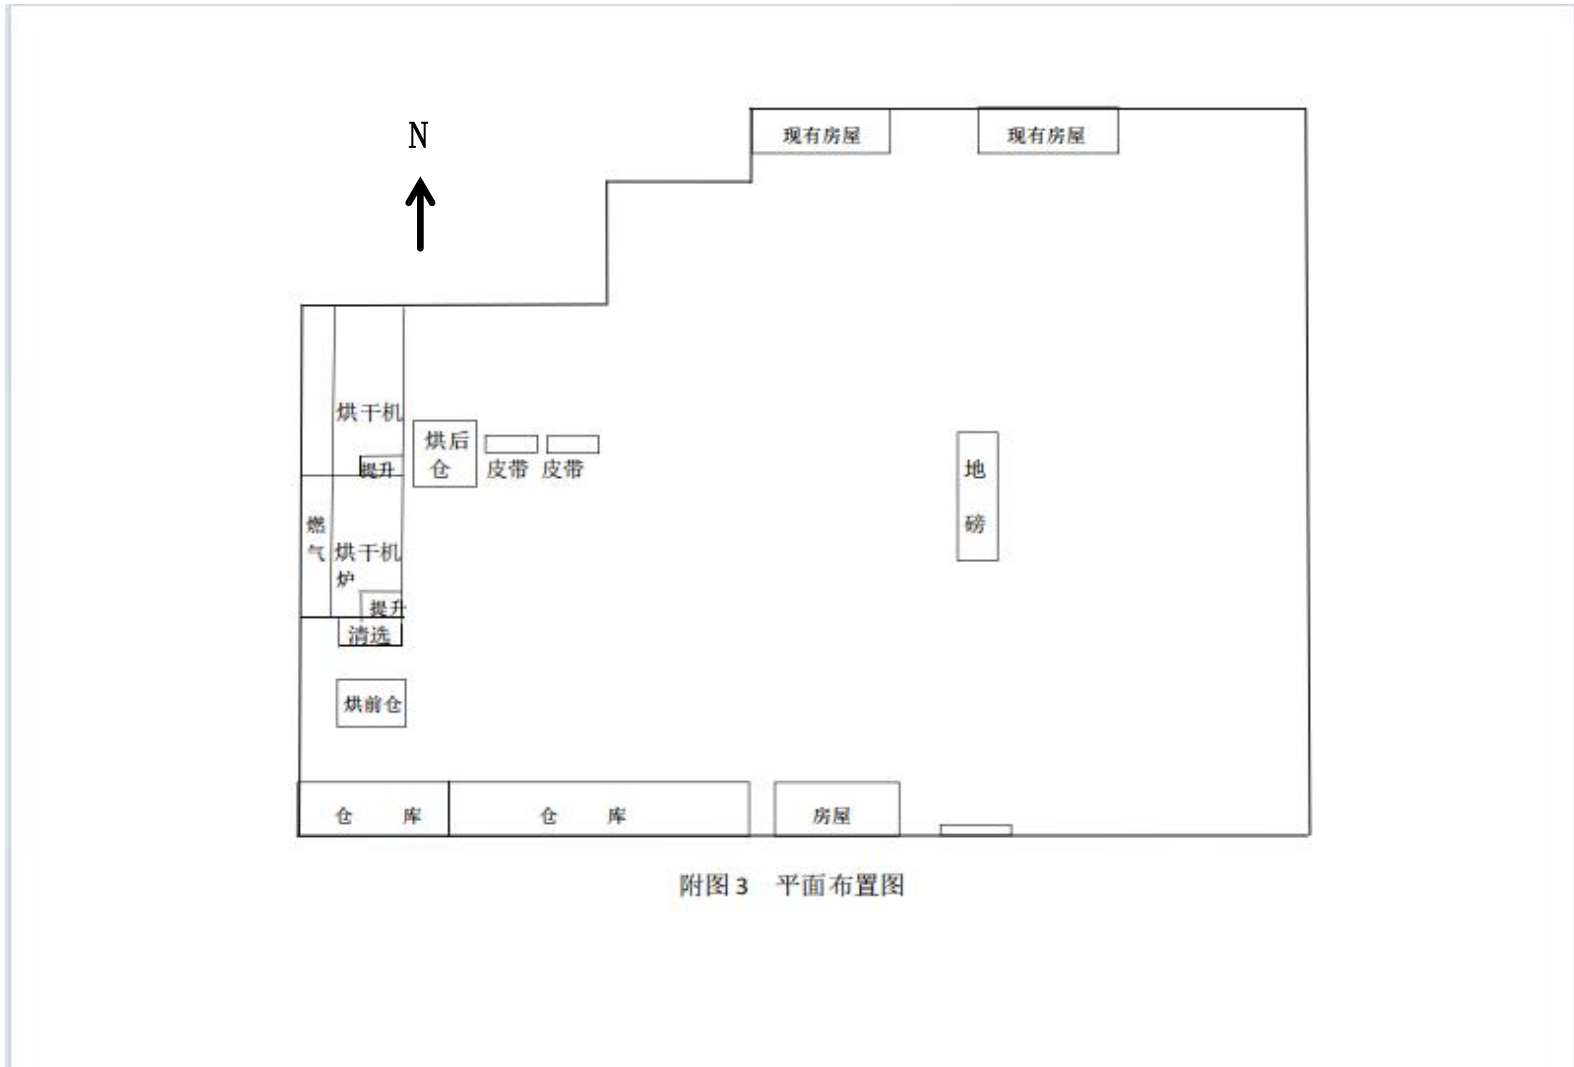 N
现有房屋
现有房屋
烘干机
提升
烘后
仓
皮带
皮带
地
磅
燃
气
烘干机
炉
提升
清选
烘前仓
仓 库
仓 库
房屋
附图 3 平面布置图